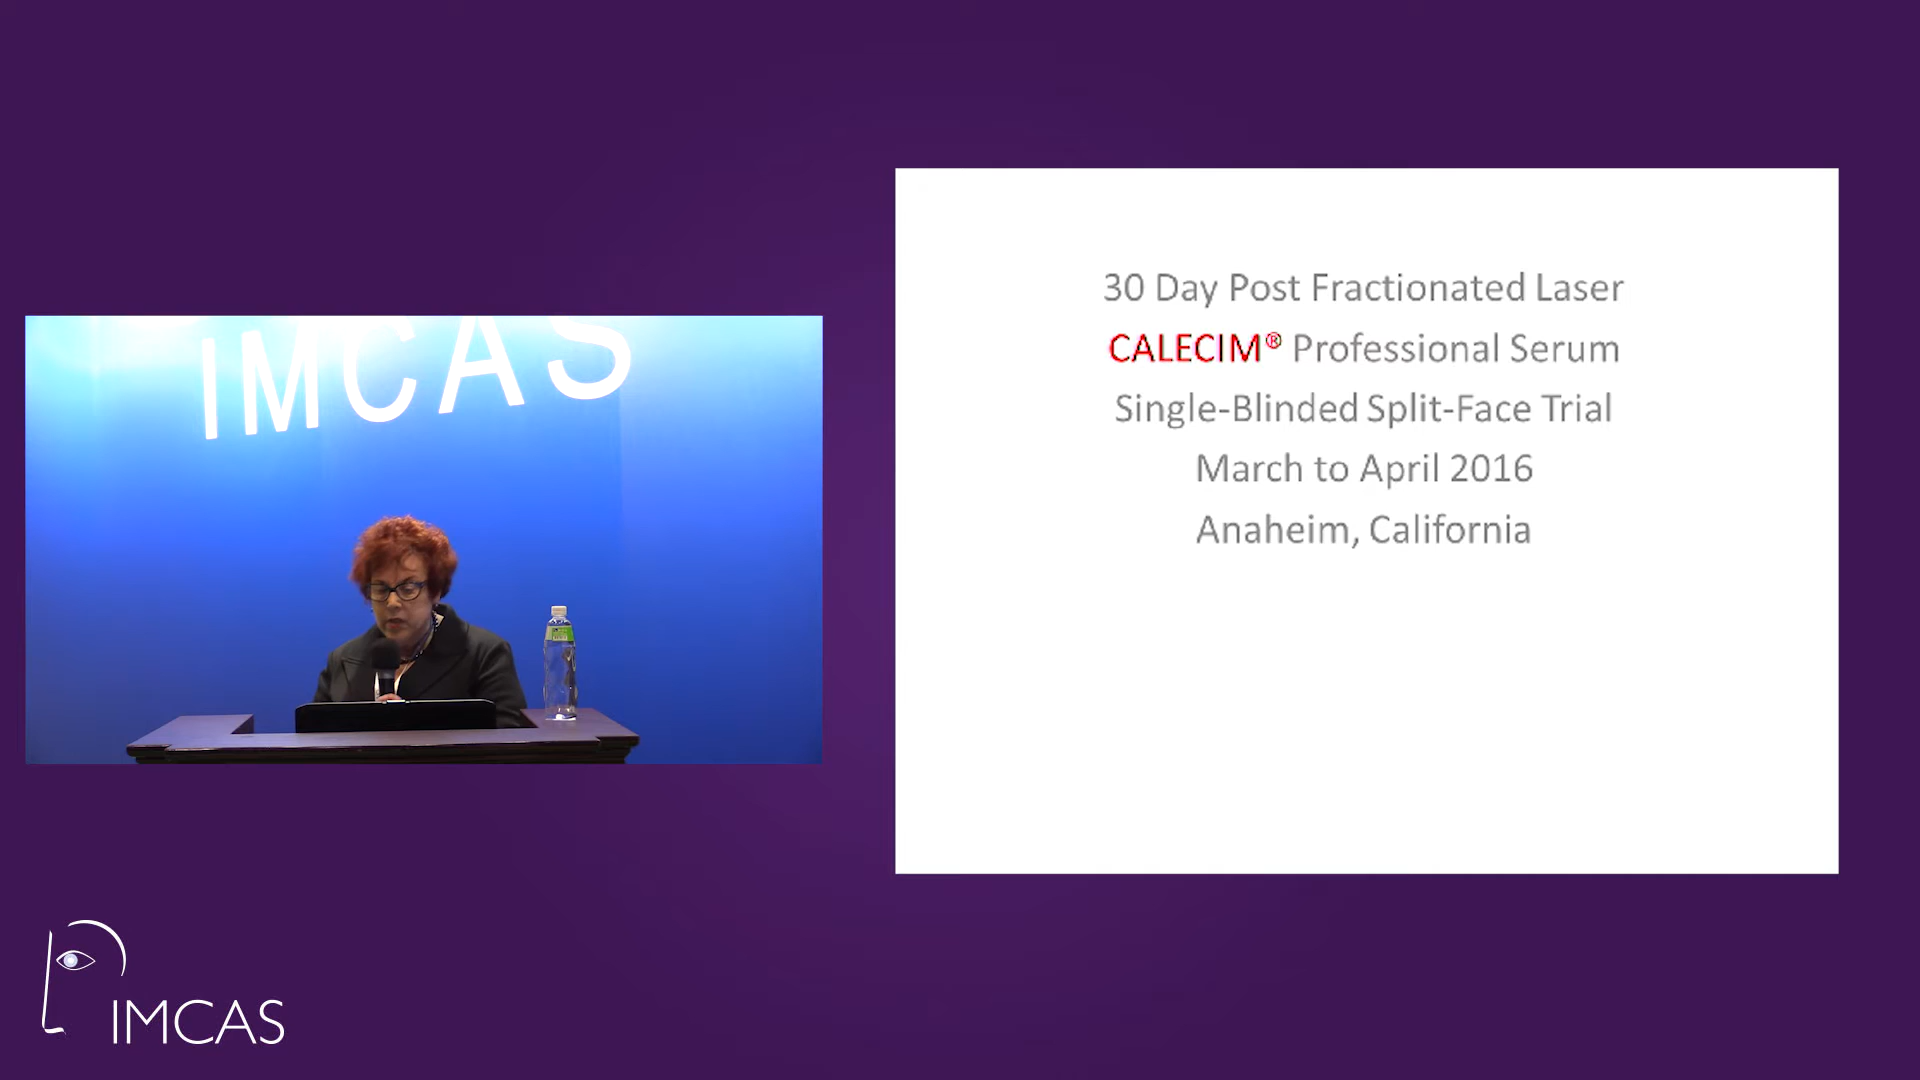 IMCAS
30 Day Post Fractionated Laser
CALECIM® Professional Serum
Single-Blinded Split-Face Trial
March to April 2016
Anaheim, California
IMCAS